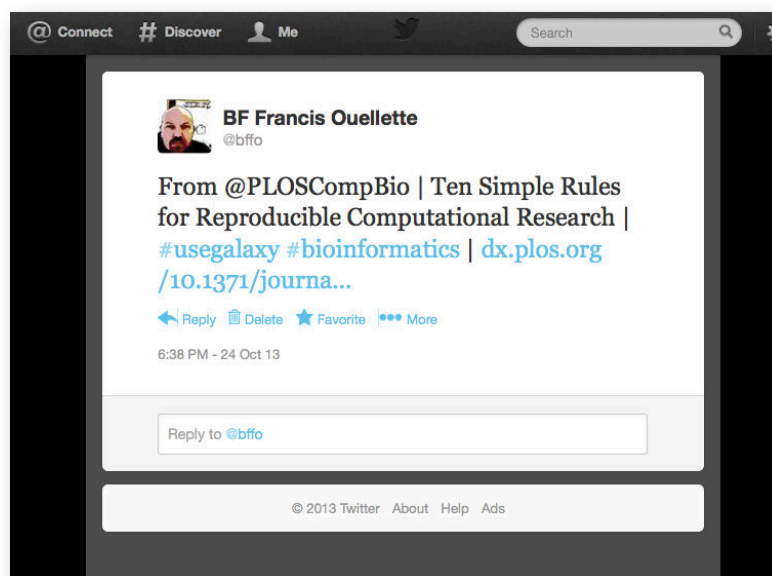 @ Connect # Discover Me Search
BF Francis Ouellette
@bffo
From @PLOSCompBio | Ten Simple Rules
for Reproducible Computational Research |
#usegalaxy #bioinformatics | dx.plos.org
/10.1371/journa...
Reply Delete Favorite More
6:38 PM - 24 Oct 13
Reply to @bffo
© 2013 Twitter About Help Ads